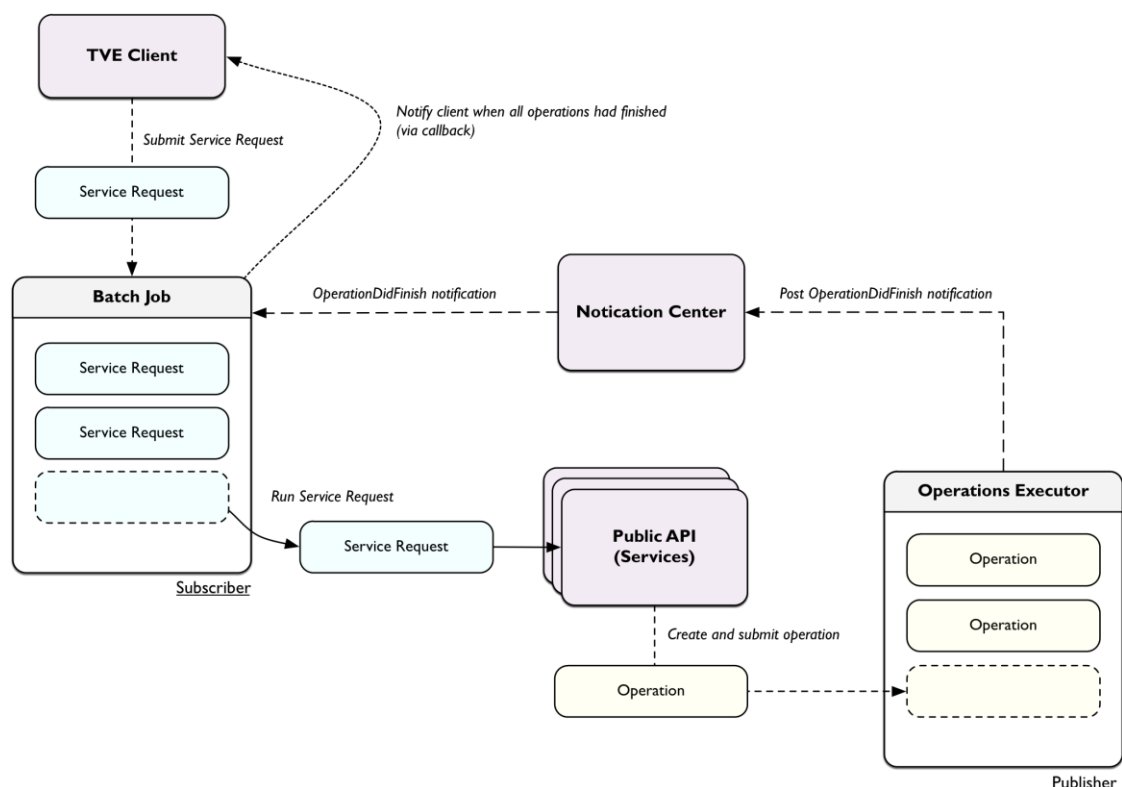 TVE Client
Notify client when all operations had finished
(via callback)
Submit Service Request
Service Request
Batch Job
OperationDidFinish notification
Notication Center
Post OperationDidFinish notification
Service Request
Service Request
Run Service Request
Service Request
Public API
(Services)
Operations Executor
Operation
Operation
Subscriber
Create and submit operation
Operation
Publisher